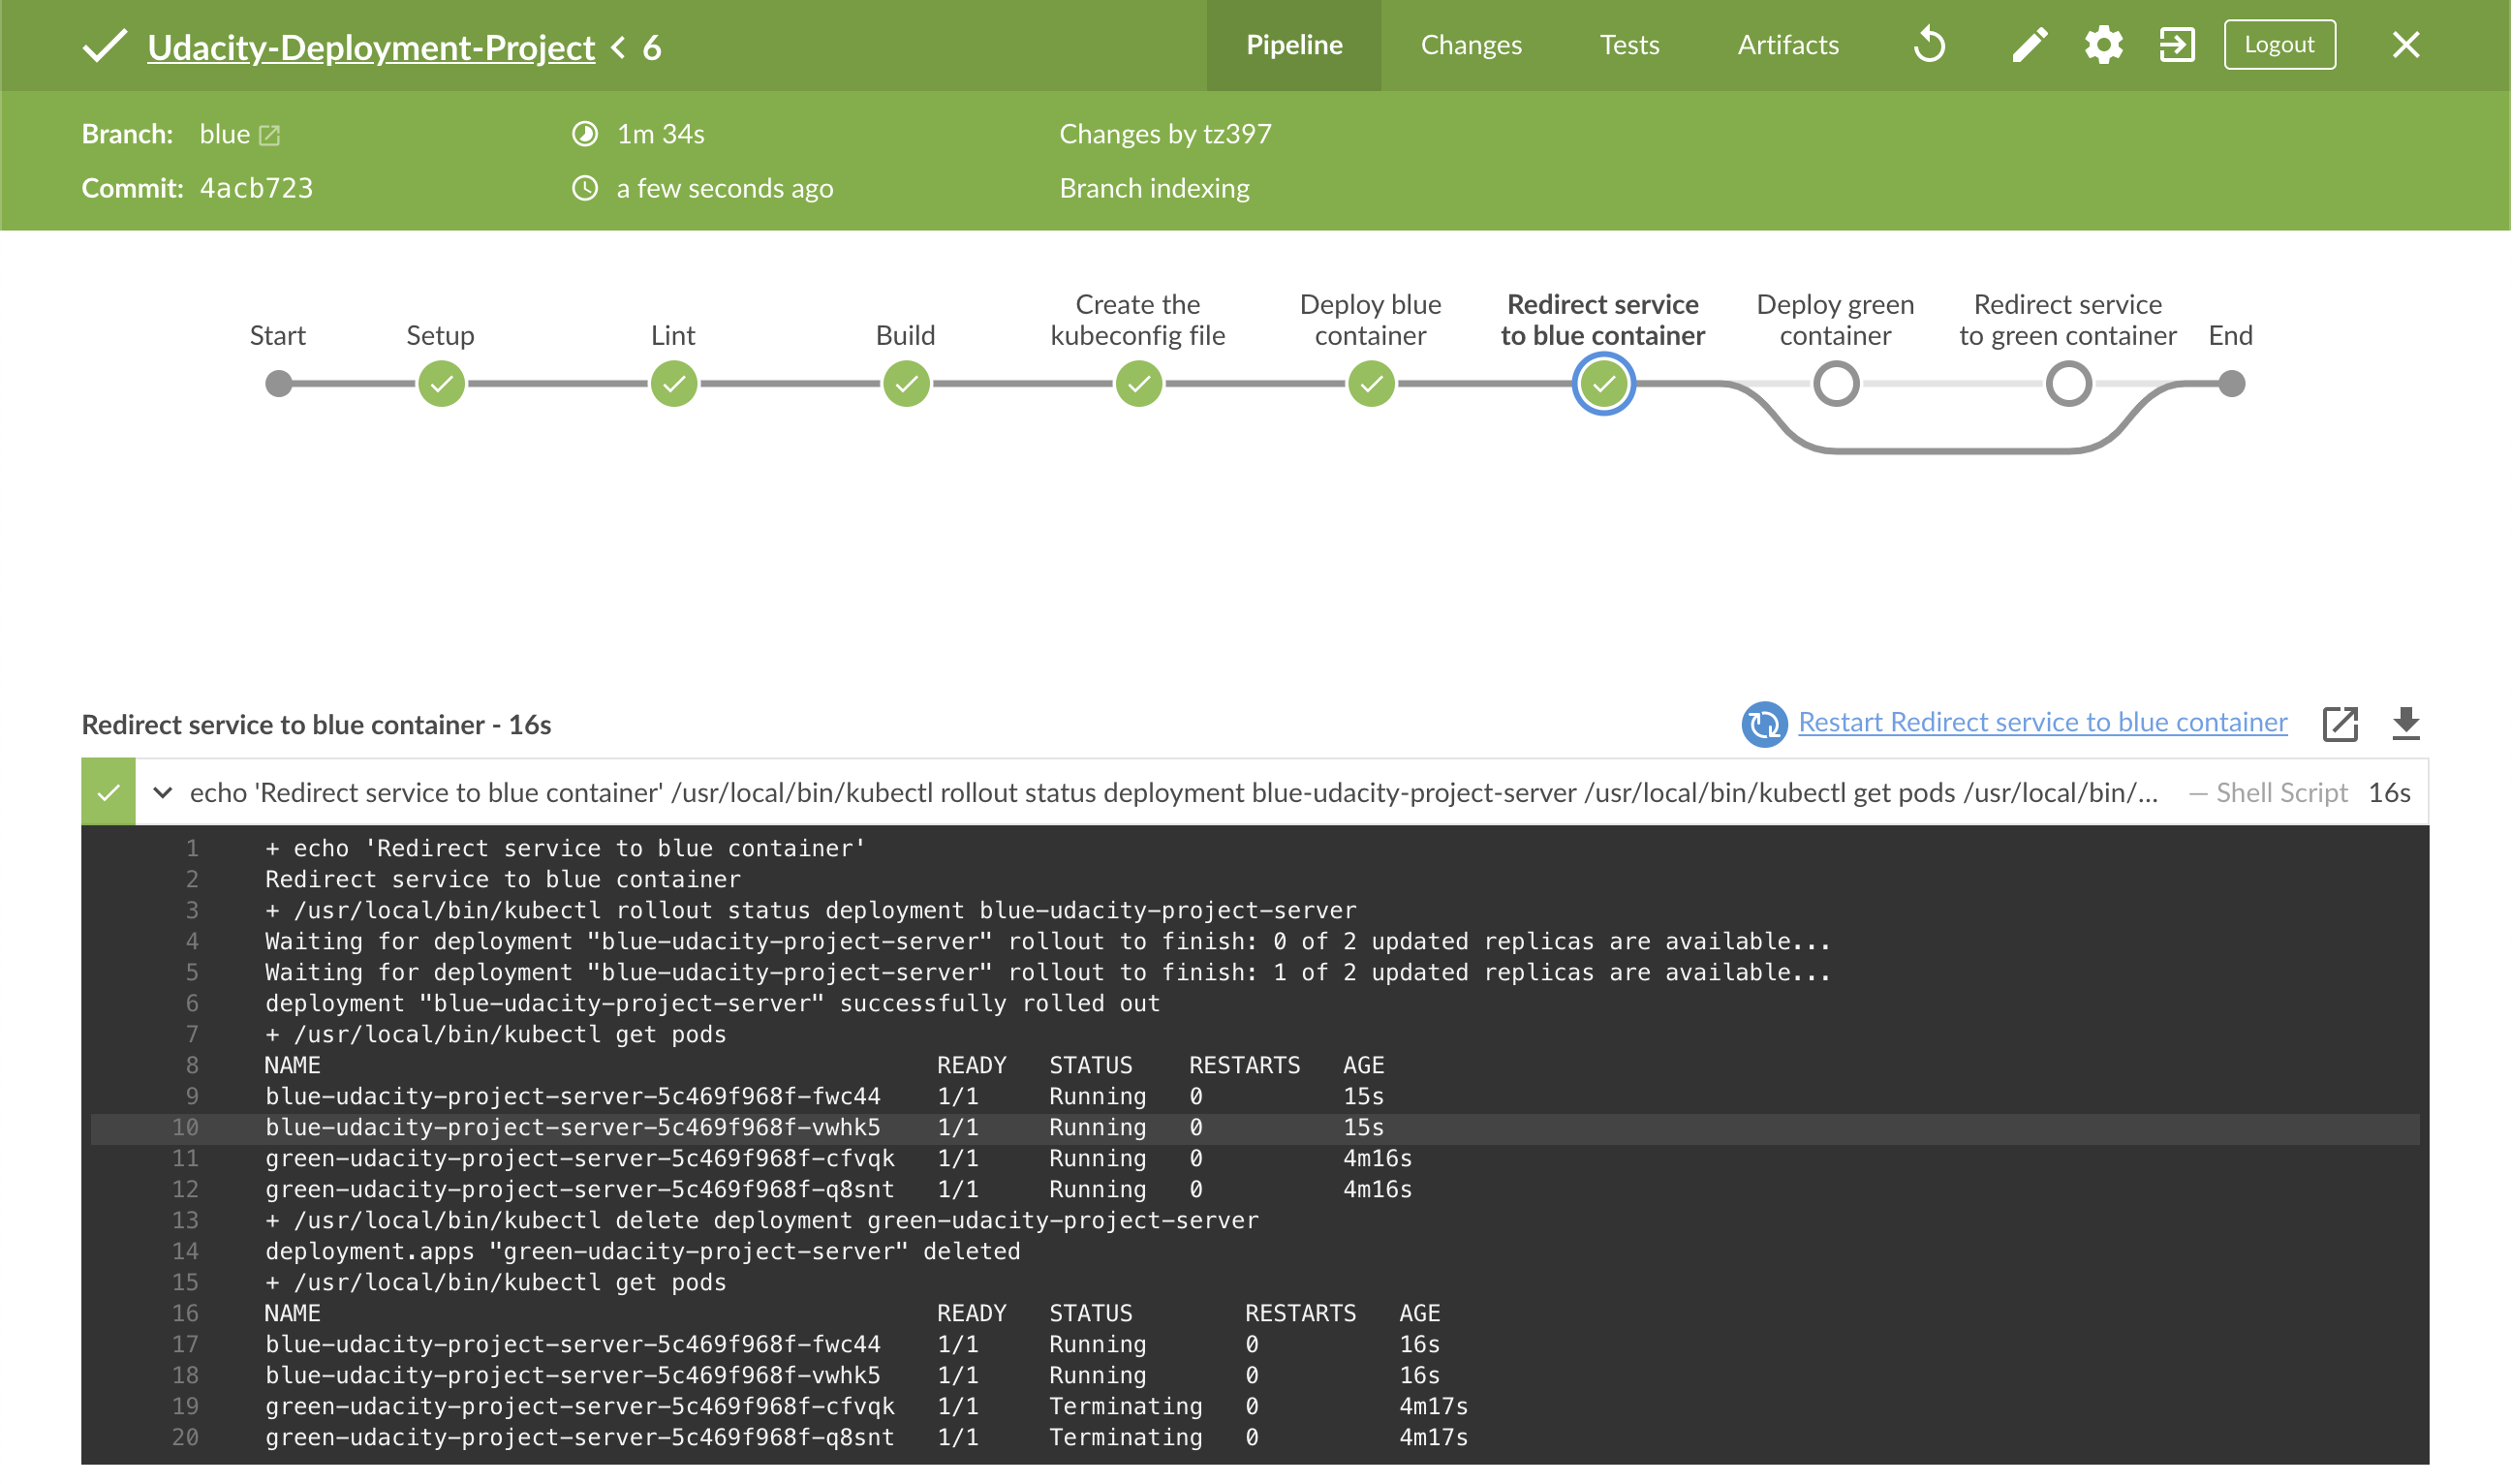 Udacity-Deployment-Project < 6
Pipeline Changes Tests Artifacts Logout
Branch: blue 1m 34s Changes by tz397
Commit: 4acb723 a few seconds ago Branch indexing
Start
Setup
Lint
Build
Create the
kubeconfig file
Deploy blue
container
Redirect service
to blue container
Deploy green
container
Redirect service
to green container
End
Redirect service to blue container - 16s
Restart Redirect service to blue container
echo 'Redirect service to blue container' /usr/local/bin/kubectl rollout status deployment blue-udacity-project-server /usr/local/bin/kubectl get pods /usr/local/bin/... — Shell Script 16s
1 + echo 'Redirect service to blue container'
2 Redirect service to blue container
3 + /usr/local/bin/kubectl rollout status deployment blue-udacity-project-server
4 Waiting for deployment "blue-udacity-project-server" rollout to finish: 0 of 2 updated replicas are available...
5 Waiting for deployment "blue-udacity-project-server" rollout to finish: 1 of 2 updated replicas are available...
6 deployment "blue-udacity-project-server" successfully rolled out
7 + /usr/local/bin/kubectl get pods
8 NAME READY STATUS RESTARTS AGE
9 blue-udacity-project-server-5c469f968f-fwc44 1/1 Running 0 15s
10 blue-udacity-project-server-5c469f968f-vwhk5 1/1 Running 0 15s
11 green-udacity-project-server-5c469f968f-cfvqk 1/1 Running 0 4m16s
12 green-udacity-project-server-5c469f968f-q8snt 1/1 Running 0 4m16s
13 + /usr/local/bin/kubectl delete deployment green-udacity-project-server
14 deployment.apps "green-udacity-project-server" deleted
15 + /usr/local/bin/kubectl get pods
16 NAME READY STATUS RESTARTS AGE
17 blue-udacity-project-server-5c469f968f-fwc44 1/1 Running 0 16s
18 blue-udacity-project-server-5c469f968f-vwhk5 1/1 Running 0 16s
19 green-udacity-project-server-5c469f968f-cfvqk 1/1 Terminating 0 4m17s
20 green-udacity-project-server-5c469f968f-q8snt 1/1 Terminating 0 4m17s